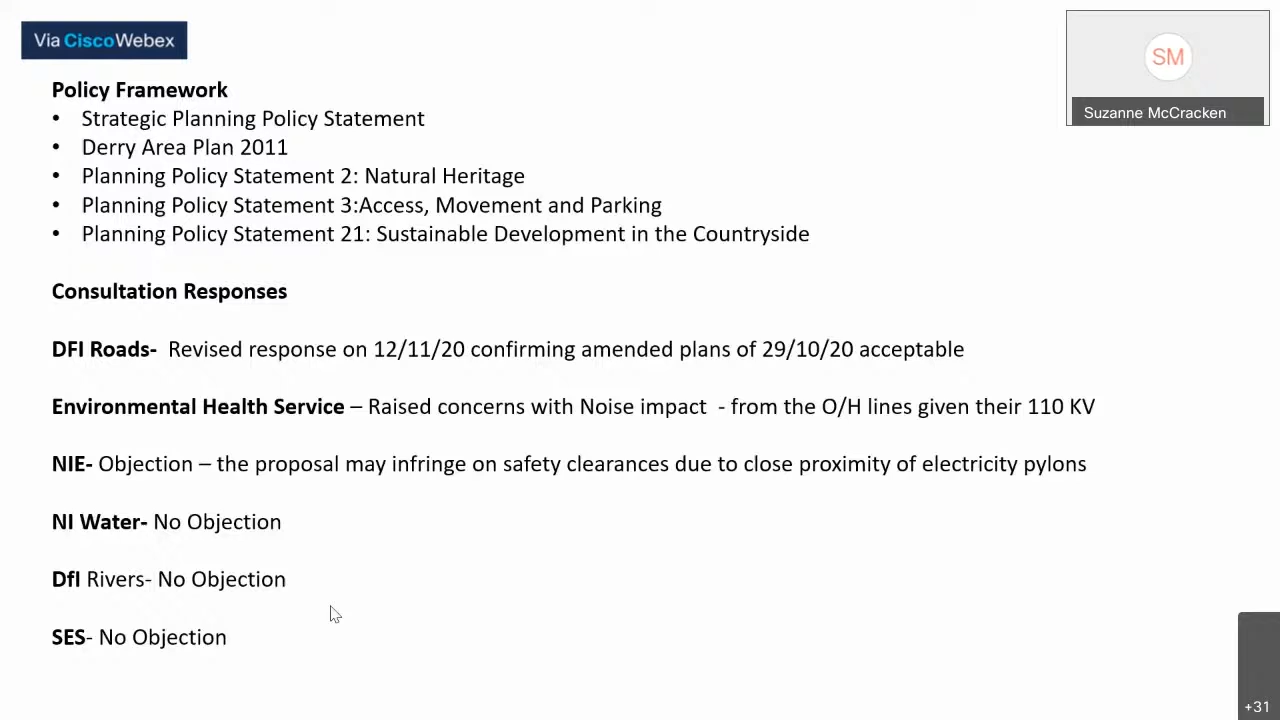 Via CiscoWebex
SM
Suzanne McCracken
Policy Framework
• Strategic Planning Policy Statement
• Derry Area Plan 2011
• Planning Policy Statement 2: Natural Heritage
• Planning Policy Statement 3:Access, Movement and Parking
• Planning Policy Statement 21: Sustainable Development in the Countryside
Consultation Responses
DFI Roads- Revised response on 12/11/20 confirming amended plans of 29/10/20 acceptable
Environmental Health Service – Raised concerns with Noise impact - from the O/H lines given their 110 KV
NIE- Objection – the proposal may infringe on safety clearances due to close proximity of electricity pylons
NI Water- No Objection
DfI Rivers- No Objection
SES- No Objection
+31